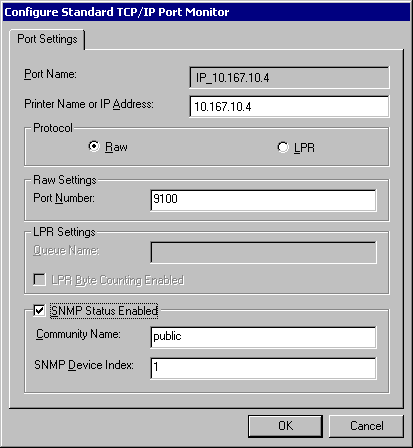 Configure Standard TCP/IP Port Monitor
Port Settings
Port Name: IP_10.167.10.4
Printer Name or IP Address: 10.167.10.4
Protocol
Raw LPR
Raw Settings
Port Number: 9100
LPR Settings
Queue Name:
LPR Byte Counting Enabled
SNMP Status Enabled
Community Name: public
SNMP Device Index: 1
OK Cancel